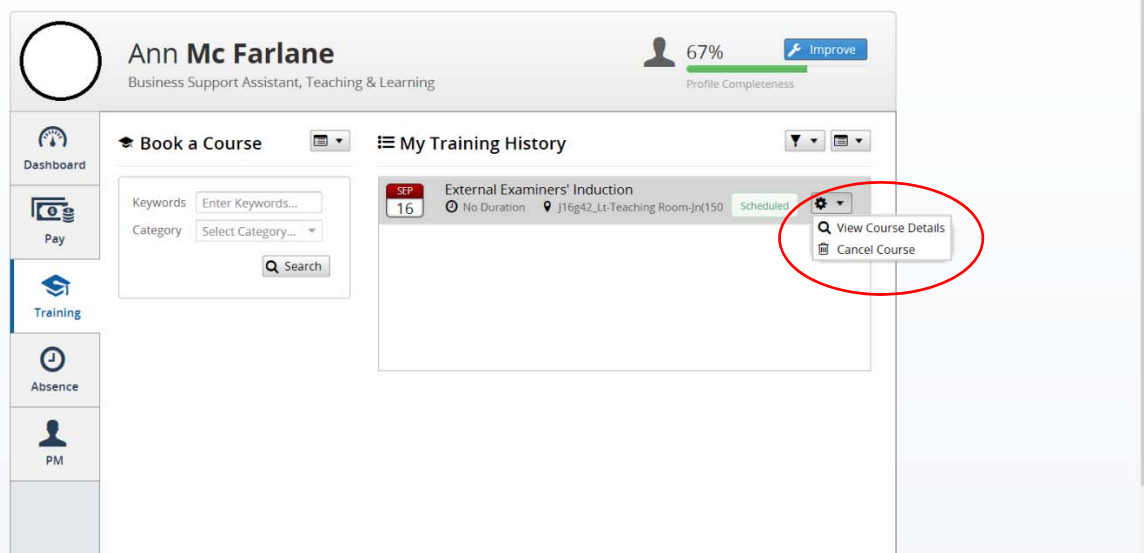 Ann Mc Farlane
Business Support Assistant, Teaching & Learning
67%
Improve
Profile Completeness
Dashboard
Pay
Training
Absence
PM
Book a Course
Keywords
Enter Keywords...
Category
Select Category...
Search
My Training History
SEP
16
External Examiners' Induction
No Duration
J16g42_Lt-Teaching Room-Jn(150
Scheduled
View Course Details
Cancel Course